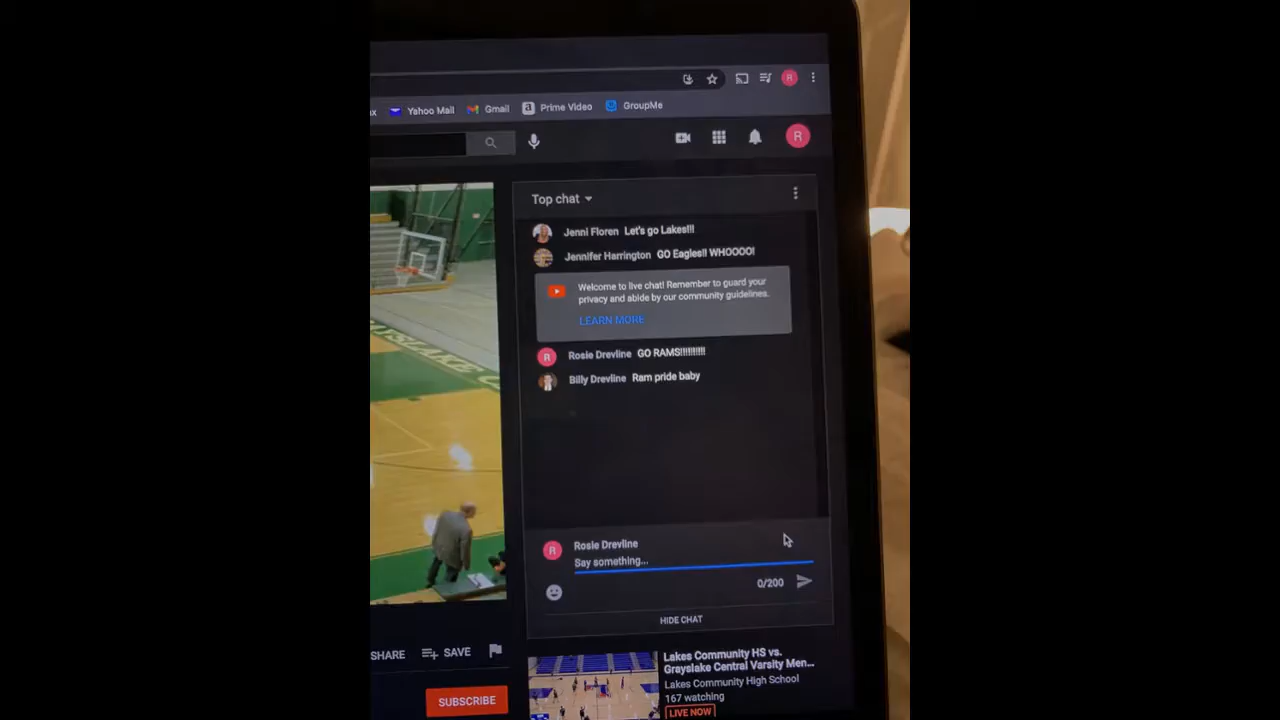 Yahoo Mail Gmail Prime Video GroupMe
R
R
Top chat
Jenni Floren Let's go Lakes!!!
Jennifer Harrington GO Eagles!! WHOOOO!
Welcome to live chat! Remember to guard your
privacy and abide by our community guidelines.
LEARN MORE
R Rosie Drevline GO RAMS!!!!!!!!!!
Billy Drevline Ram pride baby
R Rosie Drevline
Say something...
0/200
HIDE CHAT
SHARE SAVE
SUBSCRIBE
Lakes Community HS vs.
Grayslake Central Varsity Men...
Lakes Community High School
167 watching
LIVE NOW